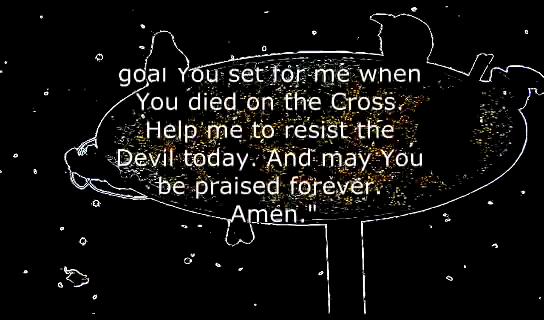 goal You set for me when
You died on the Cross.
Help me to resist the
Devil today. And may You
be praised forever.
Amen."